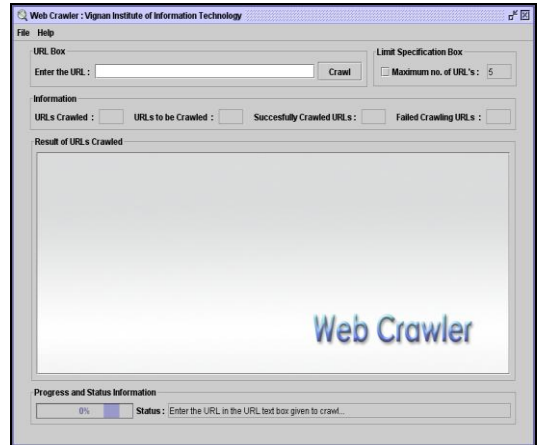 Web Crawler : Vignan Institute of Information Technology
File Help
URL Box
Limit Specification Box
Enter the URL : Crawl
Maximum no. of URL's : 5
Information
URLs Crawled : URLs to be Crawled : Succesfully Crawled URLs : Failed Crawling URLs :
Result of URLs Crawled
Web Crawler
Progress and Status Information
0% Status : Enter the URL in the URL text box given to crawl...